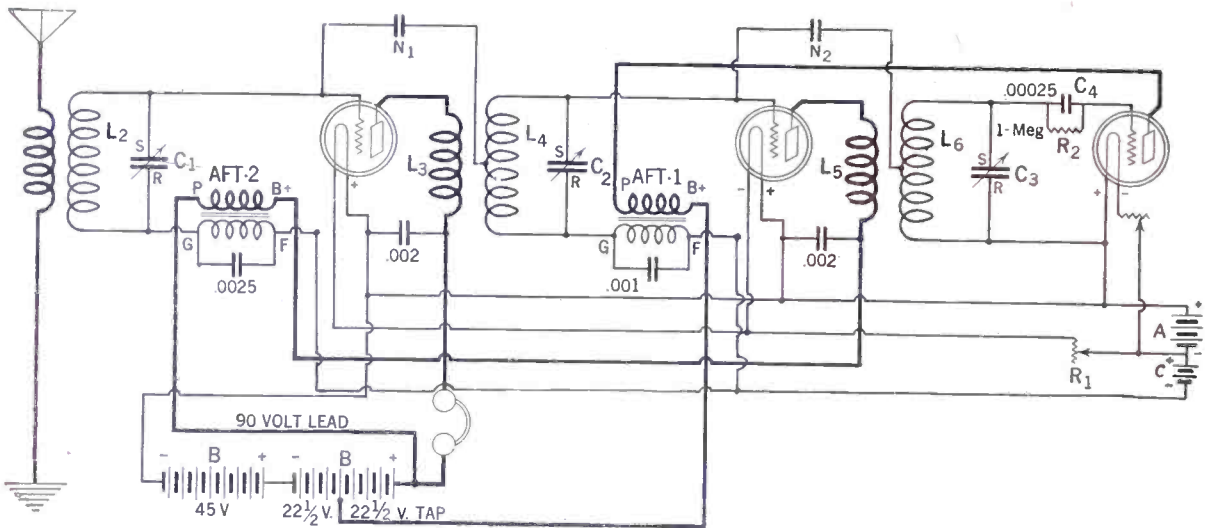 N1
N2
.00025
C4
1-Meg
R2
L2
S
C1
R
L3
L4
S
C2
R
L5
L6
S
C3
R
AFT-2
P
B+
G
F
.0025
+
.002
AFT-1
P
B+
G
F
.001
-
+
.002
+
-
+
A
-
R1
+
C
-
90 VOLT LEAD
- B + - B +
45 V
22½ V.
22½ V. TAP